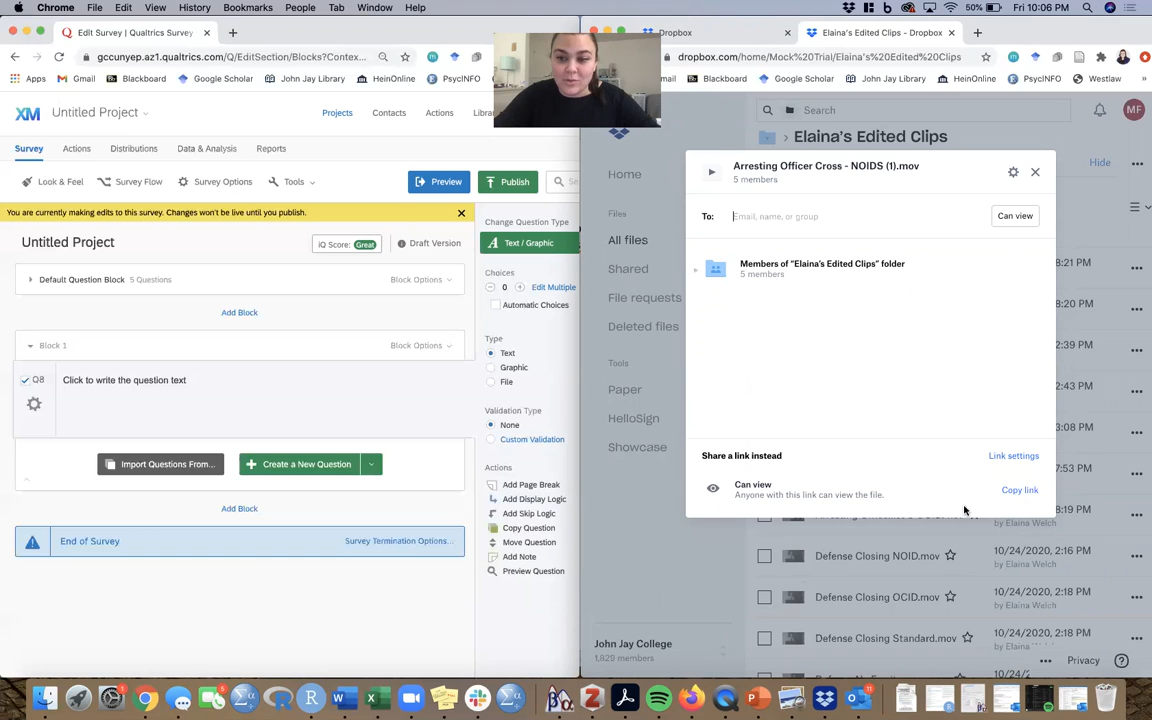 Chrome File Edit View History Bookmarks People Tab Window Help
50% Fri 10:06 PM
Edit Survey | Qualtrics Survey
gccunyep.az1.qualtrics.com/Q/EditSection/Blocks?Contex...
Apps Gmail Blackboard Google Scholar John Jay Library HeinOnline PsycINFO
XM Untitled Project Projects Contacts Actions
Survey Actions Distributions Data & Analysis Reports
Look & Feel Survey Flow Survey Options Tools Preview Publish
You are currently making edits to this survey. Changes won't be live until you publish.
Untitled Project iQ Score: Great Draft Version
Default Question Block 5 Questions Block Options
Add Block
Block 1 Block Options
Q8 Click to write the question text
Import Questions From... Create a New Question
Add Block
End of Survey Survey Termination Options...
Change Question Type
Text / Graphic
Choices
0 Edit Multiple
Automatic Choices
Type
Text
Graphic
File
Validation Type
None
Custom Validation
Actions
Add Page Break
Add Display Logic
Add Skip Logic
Copy Question
Move Question
Add Note
Preview Question
Dropbox Elaina's Edited Clips - Dropbox
dropbox.com/home/Mock%20Trial/Elaina's%20Edited%20Clips
Blackboard Google Scholar John Jay Library HeinOnline PsycINFO Westlaw
Search MF
Elaina's Edited Clips
Hide
Home
Files
All files
Shared
File requests
Deleted files
Tools
Paper
HelloSign
Showcase
John Jay College
1,829 members
Arresting Officer Cross - NOIDS (1).mov
5 members
To: Email, name, or group Can view
Members of "Elaina's Edited Clips" folder
5 members
Share a link instead Link settings
Can view
Anyone with this link can view the file. Copy link
8:21 PM
8:20 PM
2:39 PM
2:43 PM
3:08 PM
7:53 PM
8:19 PM
by Elaina Welch
Defense Closing NOID.mov 10/24/2020, 2:16 PM
by Elaina Welch
Defense Closing OCID.mov 10/24/2020, 2:18 PM
by Elaina Welch
Defense Closing Standard.mov 10/24/2020, 2:18 PM
by Elaina
Privacy